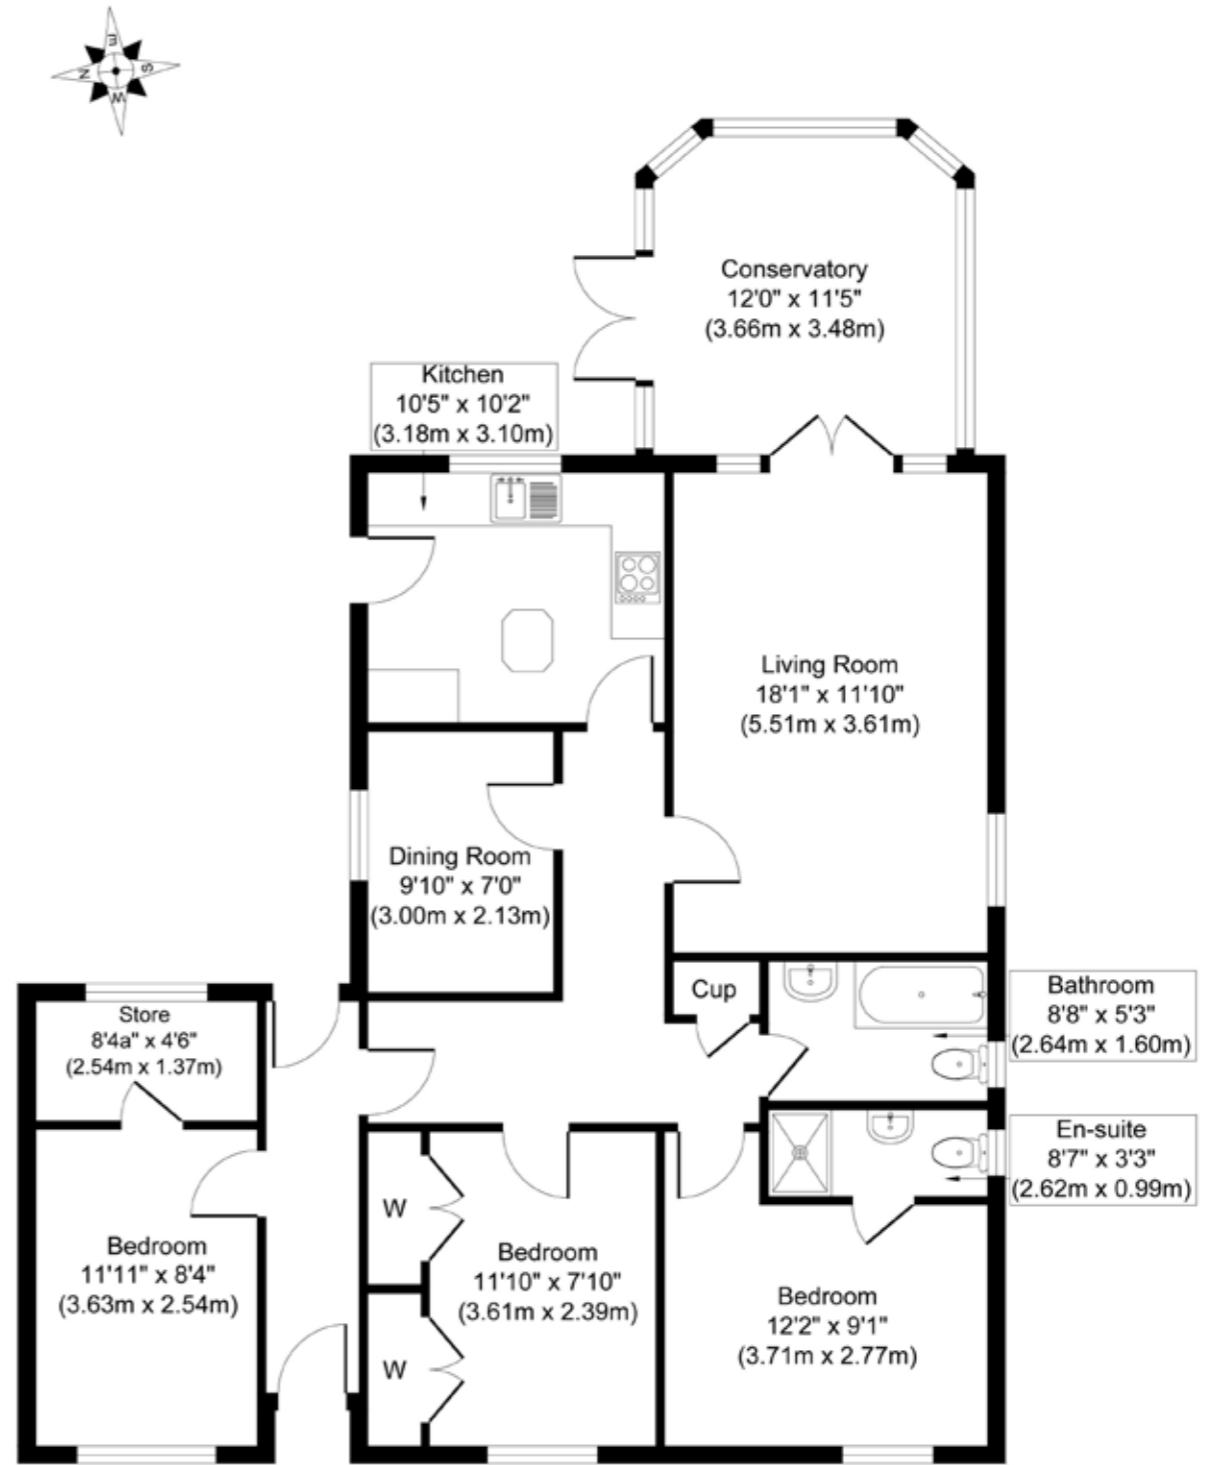 E
N
S
W
Conservatory
12'0" x 11'5"
(3.66m x 3.48m)
Kitchen
10'5" x 10'2"
(3.18m x 3.10m)
Living Room
18'1" x 11'10"
(5.51m x 3.61m)
Dining Room
9'10" x 7'0"
(3.00m x 2.13m)
Cup
Bathroom
8'8" x 5'3"
(2.64m x 1.60m)
Store
8'4a" x 4'6"
(2.54m x 1.37m)
En-suite
8'7" x 3'3"
(2.62m x 0.99m)
W
Bedroom
11'11" x 8'4"
(3.63m x 2.54m)
Bedroom
11'10" x 7'10"
(3.61m x 2.39m)
Bedroom
12'2" x 9'1"
(3.71m x 2.77m)
W